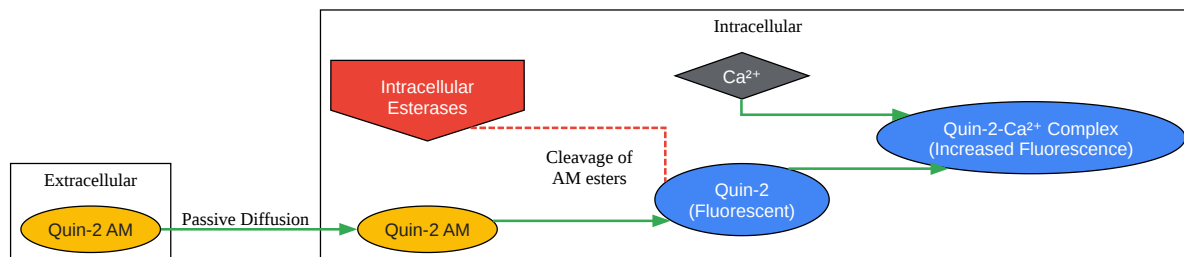 Intracellular
Intracellular
Esterases
Ca²⁺
Quin-2-Ca²⁺ Complex
(Increased Fluorescence)
Cleavage of
AM esters
Extracellular
Quin-2
(Fluorescent)
Quin-2 AM
Passive Diffusion
Quin-2 AM